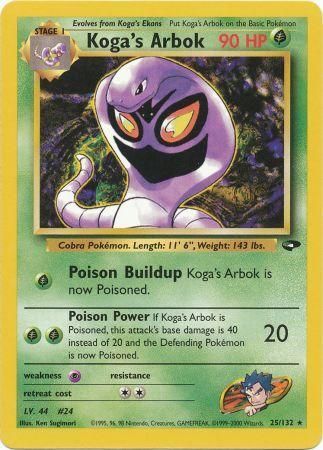 Evolves from Koga's Ekans Put Koga's Arbok on the Basic Pokémon
STAGE 1
Koga's Arbok 90 HP
Cobra Pokémon. Length: 11' 6", Weight: 143 lbs.
Poison Buildup Koga's Arbok is
now Poisoned.
Poison Power If Koga's Arbok is
Poisoned, this attack's base damage is 40
instead of 20 and the Defending Pokémon
is now Poisoned.
20
weakness resistance
retreat cost
LV. 44 #24
Illus. Ken Sugimori ©1995, 96, 98 Nintendo, Creatures, GAMEFREAK. ©1999-2000 Wizards. 25/132 ★